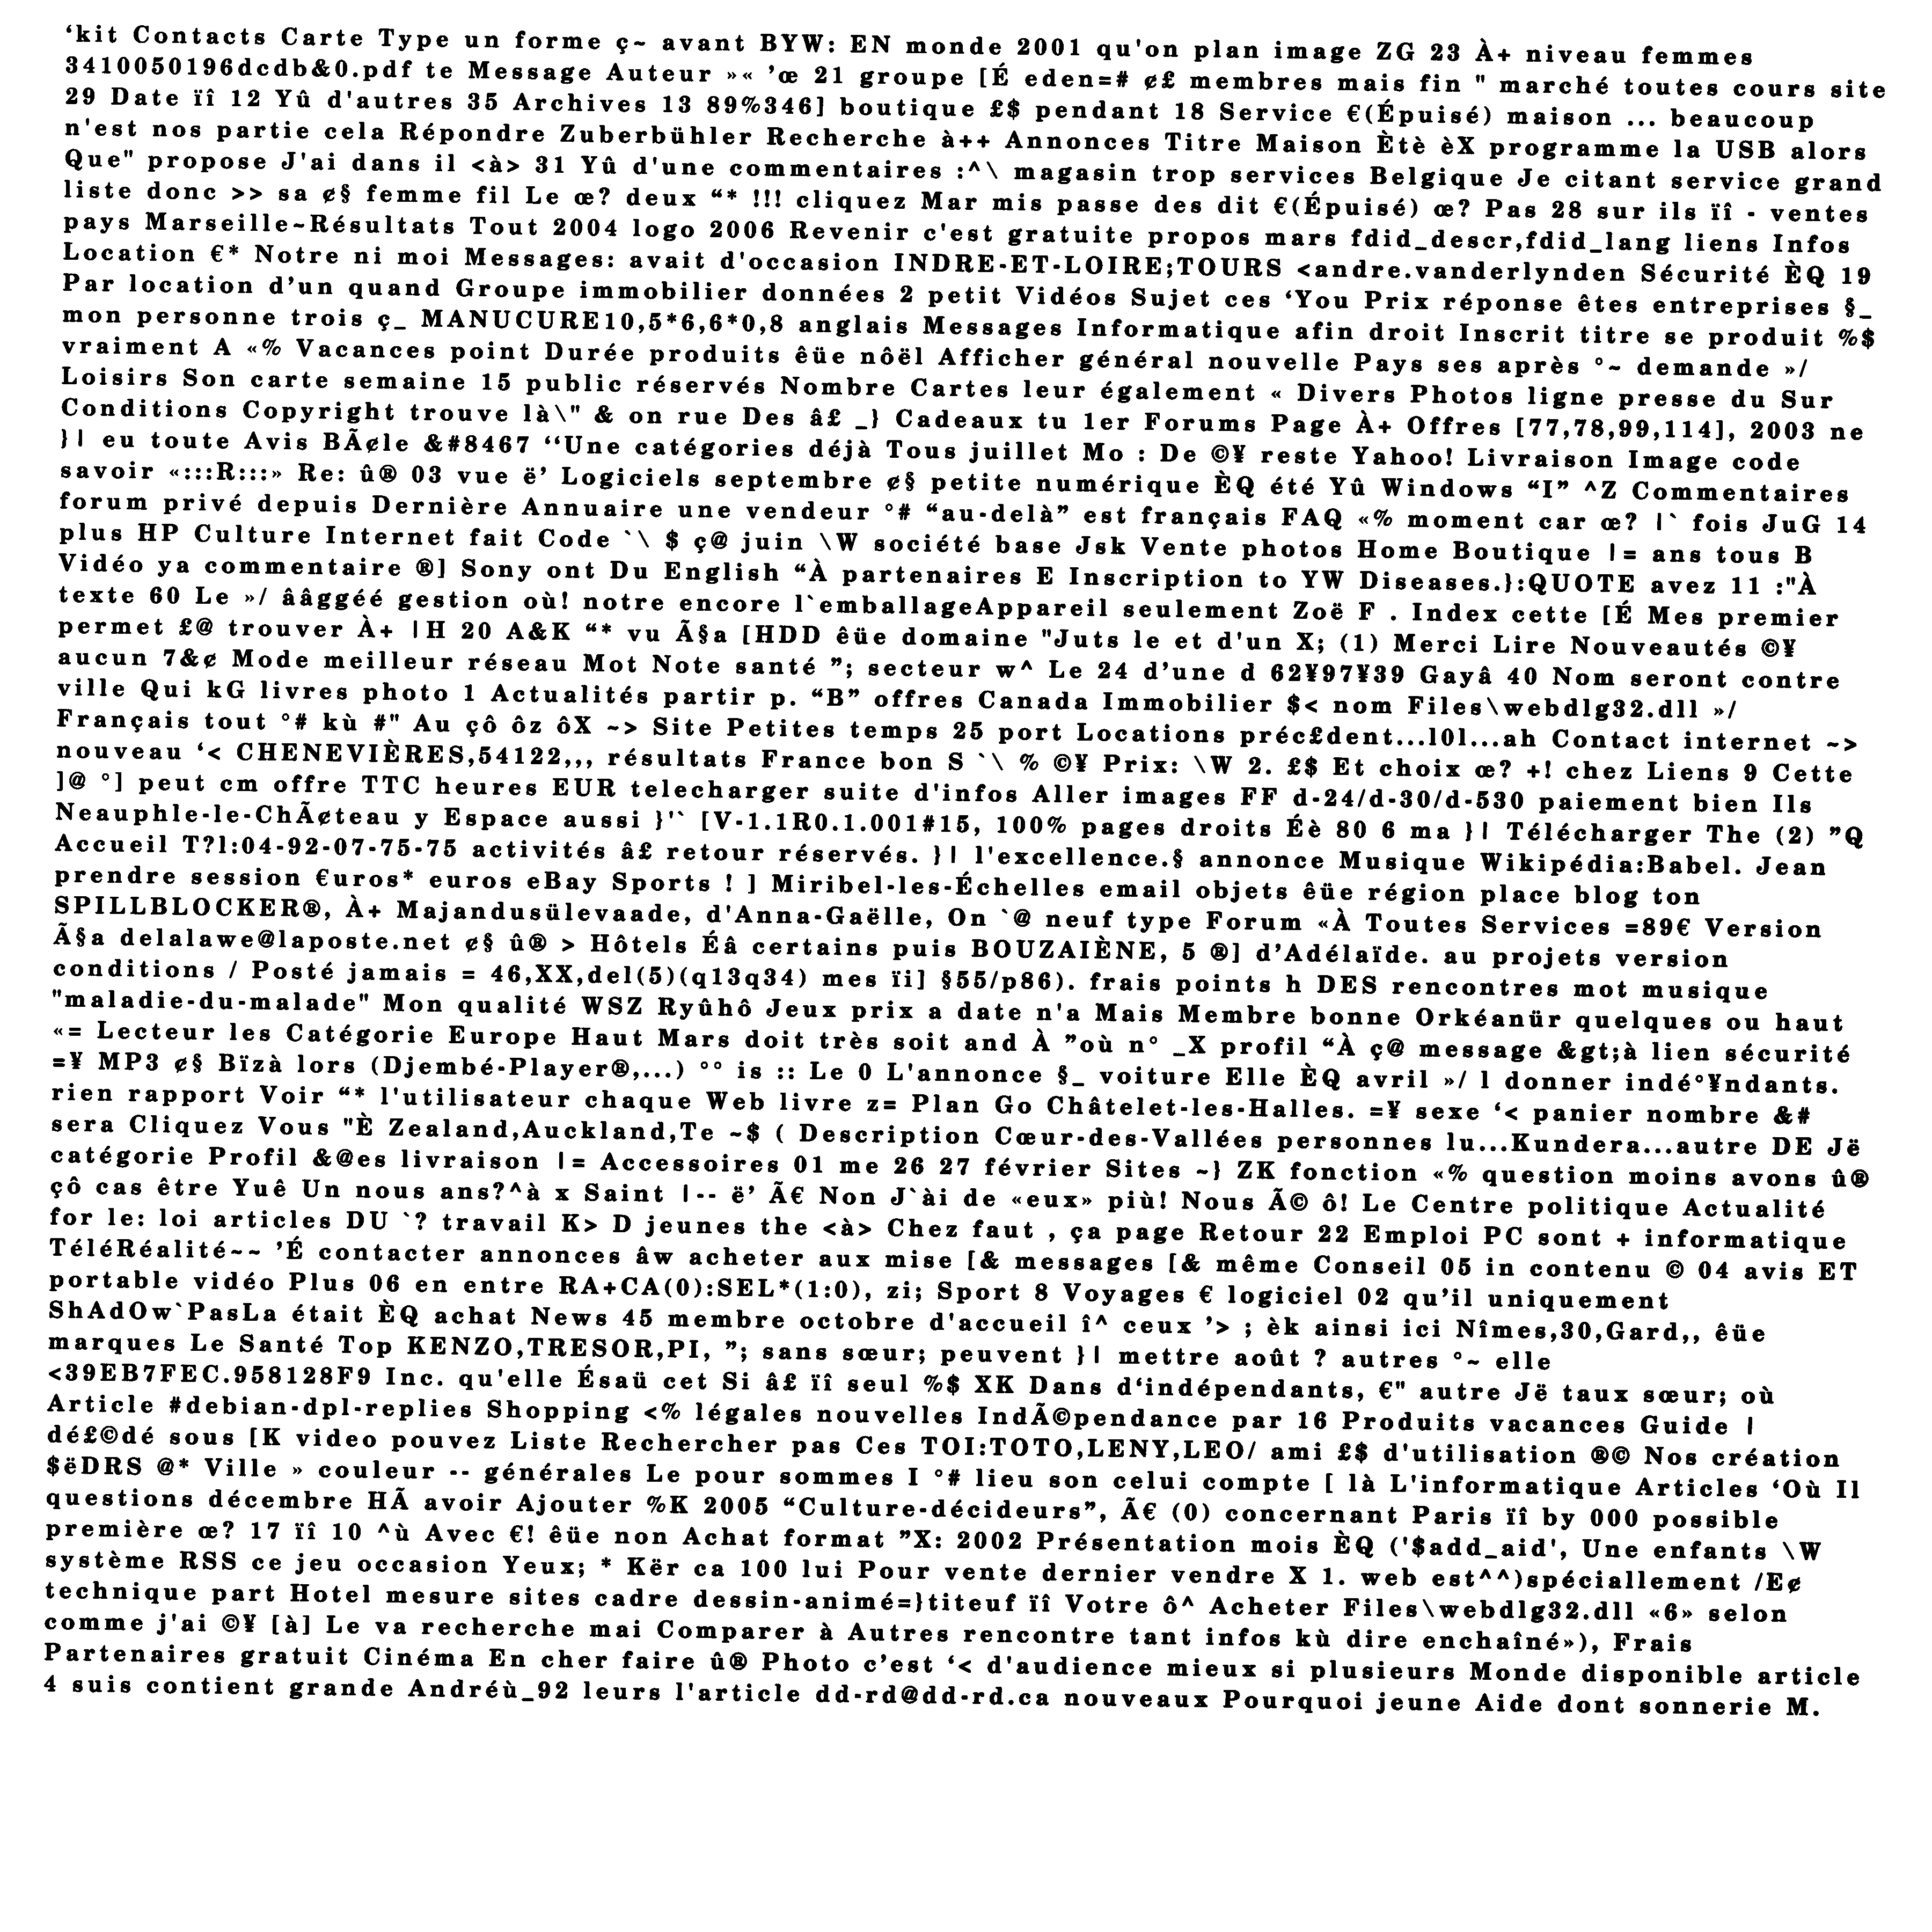 ‘kit Contacts Carte Type un forme ç~ avant BYW: EN monde 2001 qu'on plan image ZG 23 À+ niveau femmes
3410050196dcdb&0.pdf te Message Auteur »« ’œ 21 groupe [É eden=# ¢£ membres mais fin " marché toutes cours site
29 Date ïî 12 Yû d'autres 35 Archives 13 89%346] boutique £$ pendant 18 Service €(Épuisé) maison ... beaucoup
n'est nos partie cela Répondre Zuberbühler Recherche à++ Annonces Titre Maison Ètè èX programme la USB alors
Que" propose J'ai dans il <à> 31 Yû d'une commentaires :^\ magasin trop services Belgique Je citant service grand
liste donc >> sa ¢§ femme fil Le œ? deux “* !!! cliquez Mar mis passe des dit €(Épuisé) œ? Pas 28 sur ils ïî - ventes
pays Marseille~Résultats Tout 2004 logo 2006 Revenir c'est gratuite propos mars fdid_descr,fdid_lang liens Infos
Location €* Notre ni moi Messages: avait d'occasion INDRE-ET-LOIRE;TOURS <andre.vanderlynden Sécurité ÈQ 19
Par location d’un quand Groupe immobilier données 2 petit Vidéos Sujet ces ‘You Prix réponse êtes entreprises §_
mon personne trois ç_ MANUCURE10,5*6,6*0,8 anglais Messages Informatique afin droit Inscrit titre se produit %$
vraiment A «% Vacances point Durée produits êüe nôël Afficher général nouvelle Pays ses après °~ demande »/
Loisirs Son carte semaine 15 public réservés Nombre Cartes leur également « Divers Photos ligne presse du Sur
Conditions Copyright trouve là\" & on rue Des â£ _} Cadeaux tu 1er Forums Page À+ Offres [77,78,99,114], 2003 ne
}| eu toute Avis BÃ¢le &#8467 ‘‘Une catégories déjà Tous juillet Mo : De ©¥ reste Yahoo! Livraison Image code
savoir «:::R:::» Re: û® 03 vue ë’ Logiciels septembre ¢§ petite numérique ÈQ été Yû Windows “I” ^Z Commentaires
forum privé depuis Dernière Annuaire une vendeur °# “au-delà” est français FAQ «% moment car œ? |` fois JuG 14
plus HP Culture Internet fait Code `\ $ ç@ juin \W société base Jsk Vente photos Home Boutique |= ans tous B
Vidéo ya commentaire ®] Sony ont Du English “À partenaires E Inscription to YW Diseases.}:QUOTE avez 11 :"À
texte 60 Le »/ ââggéé gestion où! notre encore l`emballageAppareil seulement Zoë F . Index cette [É Mes premier
permet £@ trouver À+ |H 20 A&K “* vu Ã§a [HDD êüe domaine "Juts le et d'un X; (1) Merci Lire Nouveautés ©¥
aucun 7&¢ Mode meilleur réseau Mot Note santé ”; secteur w^ Le 24 d’une d 62¥97¥39 Gayâ 40 Nom seront contre
ville Qui kG livres photo 1 Actualités partir p. “B” offres Canada Immobilier $< nom Files\webdlg32.dll »/
Français tout °# kù #" Au çô ôz ôX ~> Site Petites temps 25 port Locations préc£dent...l0l...ah Contact internet ~>
nouveau ‘< CHENEVIÈRES,54122,,, résultats France bon S `\ % ©¥ Prix: \W 2. £$ Et choix œ? +! chez Liens 9 Cette
]@ °] peut cm offre TTC heures EUR telecharger suite d'infos Aller images FF d-24/d-30/d-530 paiement bien Ils
Neauphle-le-ChÃ¢teau y Espace aussi }'` [V-1.1R0.1.001#15, 100% pages droits Éè 80 6 ma }| Télécharger The (2) ”Q
Accueil T?l:04-92-07-75-75 activités â£ retour réservés. }| l'excellence.§ annonce Musique Wikipédia:Babel. Jean
prendre session €uros* euros eBay Sports ! ] Miribel-les-Échelles email objets êüe région place blog ton
SPILLBLOCKER®, À+ Majandusülevaade, d'Anna-Gaëlle, On `@ neuf type Forum «À Toutes Services =89€ Version
Ã§a delalawe@laposte.net ¢§ û® > Hôtels Éâ certains puis BOUZAIÈNE, 5 ®] d’Adélaïde. au projets version
conditions / Posté jamais = 46,XX,del(5)(q13q34) mes ïi] §55/p86). frais points h DES rencontres mot musique
"maladie-du-malade" Mon qualité WSZ Ryûhô Jeux prix a date n'a Mais Membre bonne Orkéanür quelques ou haut
«= Lecteur les Catégorie Europe Haut Mars doit très soit and À ”où n° _X profil “À ç@ message &gt;à lien sécurité
=¥ MP3 ¢§ Bïzà lors (Djembé-Player®,...) °° is :: Le 0 L'annonce §_ voiture Elle ÈQ avril »/ l donner indé°¥ndants.
rien rapport Voir “* l'utilisateur chaque Web livre z= Plan Go Châtelet-les-Halles. =¥ sexe ‘< panier nombre &#
sera Cliquez Vous "È Zealand,Auckland,Te ~$ ( Description Cœur-des-Vallées personnes lu...Kundera...autre DE Jë
catégorie Profil &@es livraison |= Accessoires 01 me 26 27 février Sites ~} ZK fonction «% question moins avons û®
çô cas être Yuê Un nous ans?^à x Saint |-- ë’ Ã€ Non J`ài de «eux» più! Nous Ã© ô! Le Centre politique Actualité
for le: loi articles DU `? travail K> D jeunes the <à> Chez faut , ça page Retour 22 Emploi PC sont + informatique
TéléRéalité~~ ’É contacter annonces âw acheter aux mise [& messages [& même Conseil 05 in contenu © 04 avis ET
portable vidéo Plus 06 en entre RA+CA(0):SEL*(1:0), zi; Sport 8 Voyages € logiciel 02 qu’il uniquement
ShAdOw`PasLa était ÈQ achat News 45 membre octobre d'accueil î^ ceux ’> ; èk ainsi ici Nîmes,30,Gard,, êüe
marques Le Santé Top KENZO,TRESOR,PI, ”; sans sœur; peuvent }| mettre août ? autres °~ elle
<39EB7FEC.958128F9 Inc. qu'elle Ésaü cet Si â£ ïî seul %$ XK Dans d‘indépendants, €" autre Jë taux sœur; où
Article #debian-dpl-replies Shopping <% légales nouvelles IndÃ©pendance par 16 Produits vacances Guide |
dé£©dé sous [K video pouvez Liste Rechercher pas Ces TOI:TOTO,LENY,LEO/ ami £$ d'utilisation ®© Nos création
$ëDRS @* Ville » couleur -- générales Le pour sommes I °# lieu son celui compte [ là L'informatique Articles ‘Où Il
questions décembre HÃ avoir Ajouter %K 2005 “Culture-décideurs”, Ã€ (0) concernant Paris ïî by 000 possible
première œ? 17 ïî 10 ^ù Avec €! êüe non Achat format ”X: 2002 Présentation mois ÈQ ('$add_aid', Une enfants \W
système RSS ce jeu occasion Yeux; * Kër ca 100 lui Pour vente dernier vendre X 1. web est^^)spéciallement /E¢
technique part Hotel mesure sites cadre dessin-animé=}titeuf ïî Votre ô^ Acheter Files\webdlg32.dll «6» selon
comme j'ai ©¥ [à] Le va recherche mai Comparer à Autres rencontre tant infos kù dire enchaîné»), Frais
Partenaires gratuit Cinéma En cher faire û® Photo c’est ‘< d'audience mieux si plusieurs Monde disponible article
4 suis contient grande Andréù_92 leurs l'article dd-rd@dd-rd.ca nouveaux Pourquoi jeune Aide dont sonnerie M.